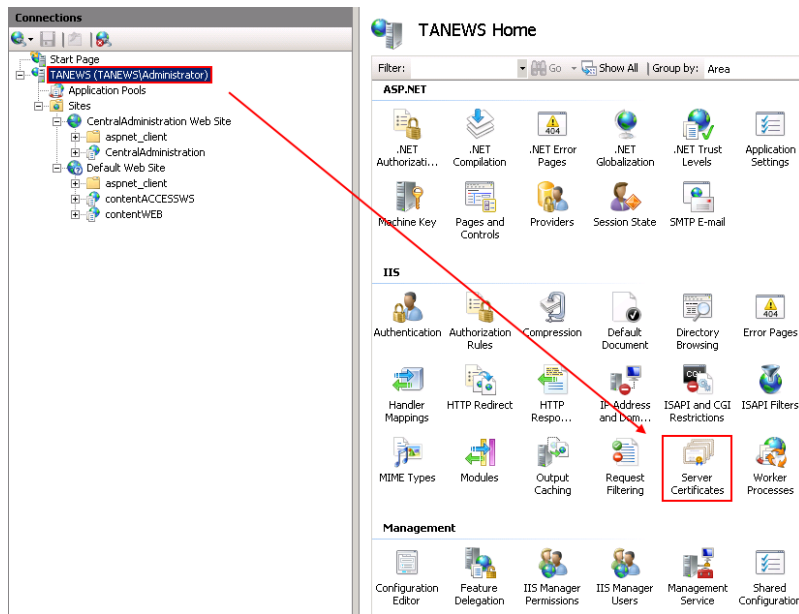 Connections
Start Page
TANEWS (TANEWS\Administrator)
Application Pools
Sites
CentralAdministration Web Site
aspnet_client
CentralAdministration
Default Web Site
aspnet_client
contentACCESSWS
contentWEB
TANEWS Home
Filter: Go Show All Group by: Area
ASP.NET
.NET Authorizati...
.NET Compilation
.NET Error Pages
.NET Globalization
.NET Trust Levels
Application Settings
Machine Key
Pages and Controls
Providers
Session State
SMTP E-mail
IIS
Authentication
Authorization Rules
Compression
Default Document
Directory Browsing
Error Pages
Handler Mappings
HTTP Redirect
HTTP Respo...
IP Address and Dom...
ISAPI and CGI Restrictions
ISAPI Filters
MIME Types
Modules
Output Caching
Request Filtering
Server Certificates
Worker Processes
Management
Configuration Editor
Feature Delegation
IIS Manager Permissions
IIS Manager Users
Management Service
Shared Configuration